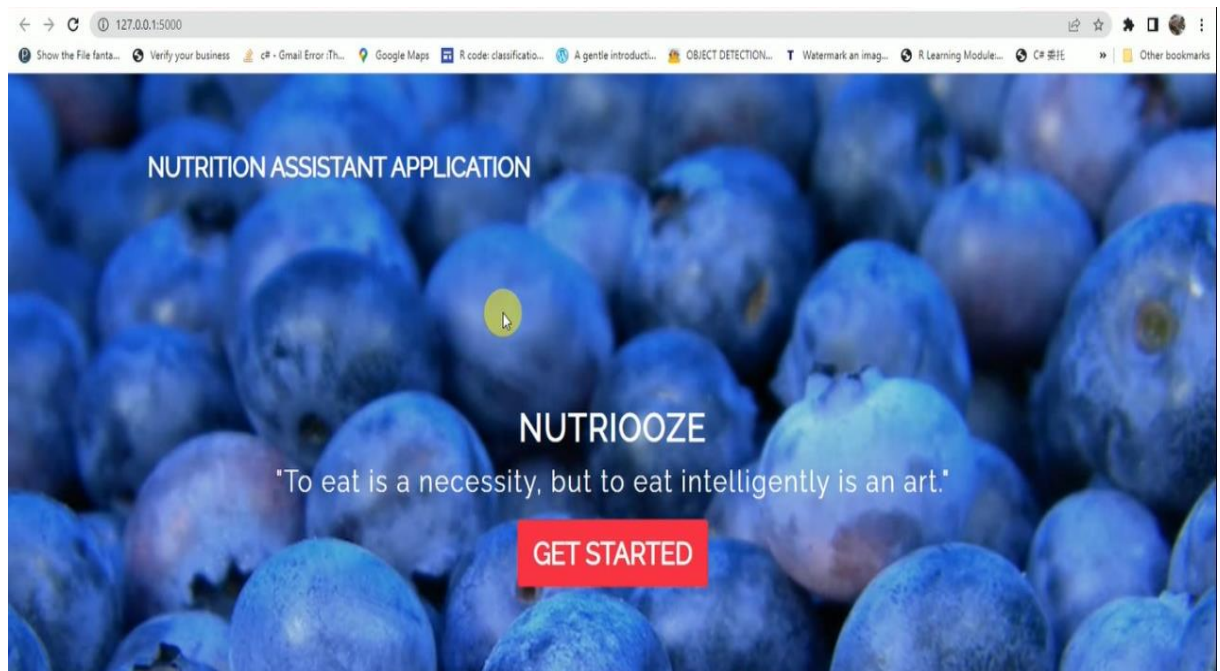 127.0.0.1:5000
Show the File fanta... Verify your business c# - Gmail Error :Th... Google Maps R code: classificatio... A gentle introducti... OBJECT DETECTION... T Watermark an imag... R Learning Module:... C# 委托 » Other bookmarks
NUTRITION ASSISTANT APPLICATION
NUTRIOOZE
"To eat is a necessity, but to eat intelligently is an art."
GET STARTED